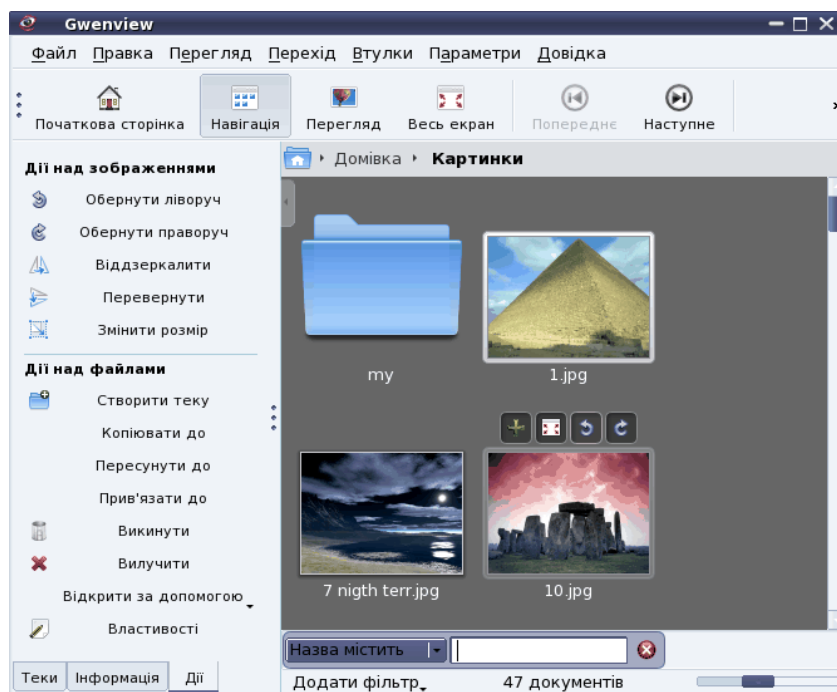 Gwenview
Файл Правка Перегляд Перехід Втулки Параметри Довідка
Початкова сторінка Навігація Перегляд Весь екран Попереднє Наступне
Домівка Картинки
Дії над зображеннями
Обернути ліворуч
Обернути праворуч
Віддзеркалити
Перевернути
Змінити розмір
Дії над файлами
Створити теку
Копіювати до
Пересунути до
Прив'язати до
Викинути
Вилучити
Відкрити за допомогою
Властивості
Теки Інформація Дії
my 1.jpg
7 nigth terr.jpg 10.jpg
Назва містить
Додати фільтр 47 документів